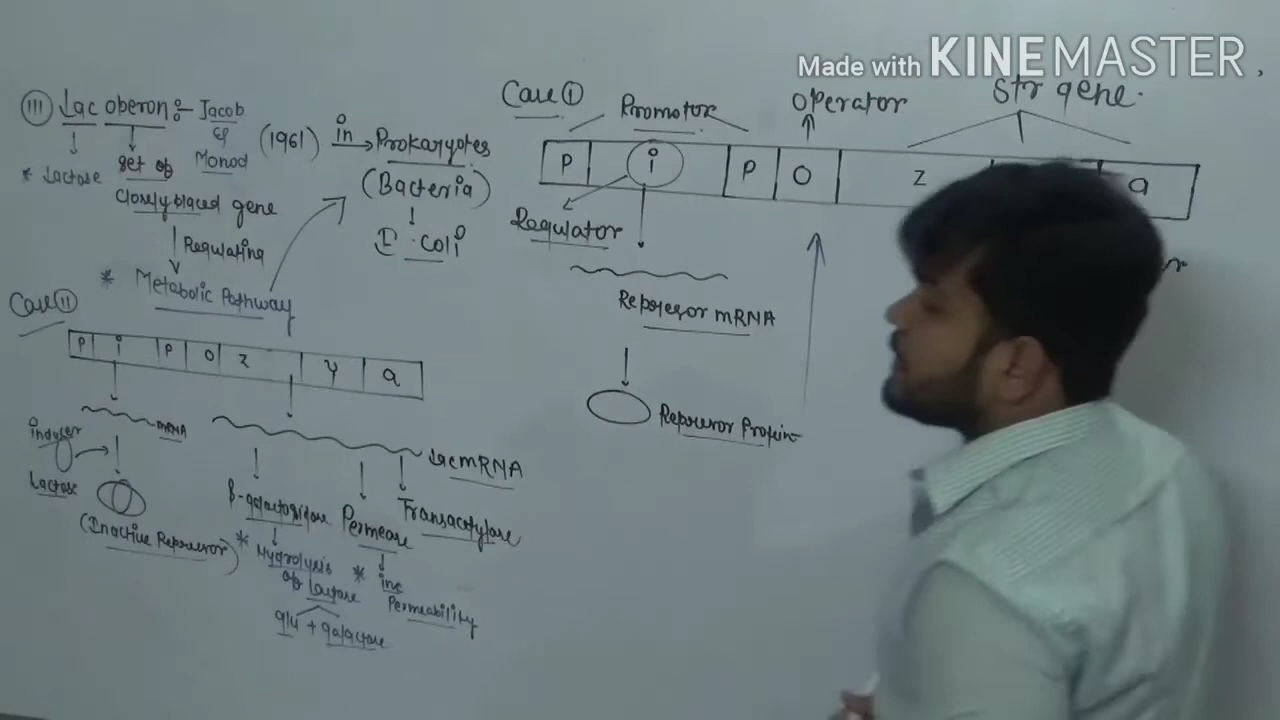 Made with KINEMASTER
III Lac operon :- Jacob & Monod (1961) in → Prokaryotes
* Lactose
set of closely placed gene
(Bacteria)
E. coli
Regulating
* Metabolic Pathway
Case I
Promotor
Operator
Str gene.
P i P O z a
Regulator
Repressor mRNA
Repressor Protein
Case II
P i P O z y a
mRNA
inducer
Lactose
(Inactive Repressor)
Lac mRNA
β-galactosidase
Permease
Transacetylase
* Hydrolysis of lactose
glu + galactose
* inc Permeability